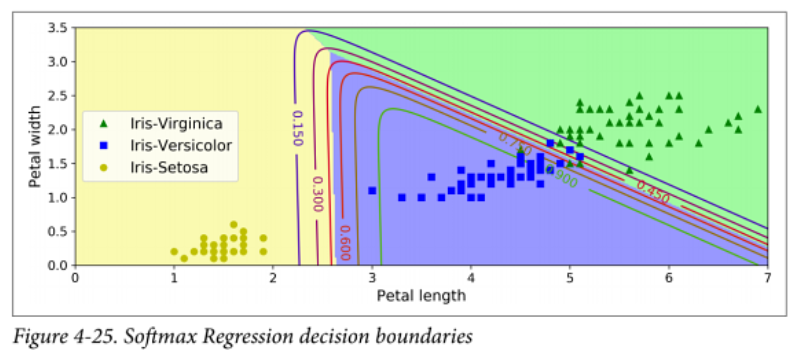 3.5
3.0
2.5
2.0
1.5
1.0
0.5
0.0
Petal width
Iris-Virginica
Iris-Versicolor
Iris-Setosa
0.150
0.300
0.600
0.750
0.900
0.450
0 1 2 3 4 5 6 7
Petal length
Figure 4-25. Softmax Regression decision boundaries